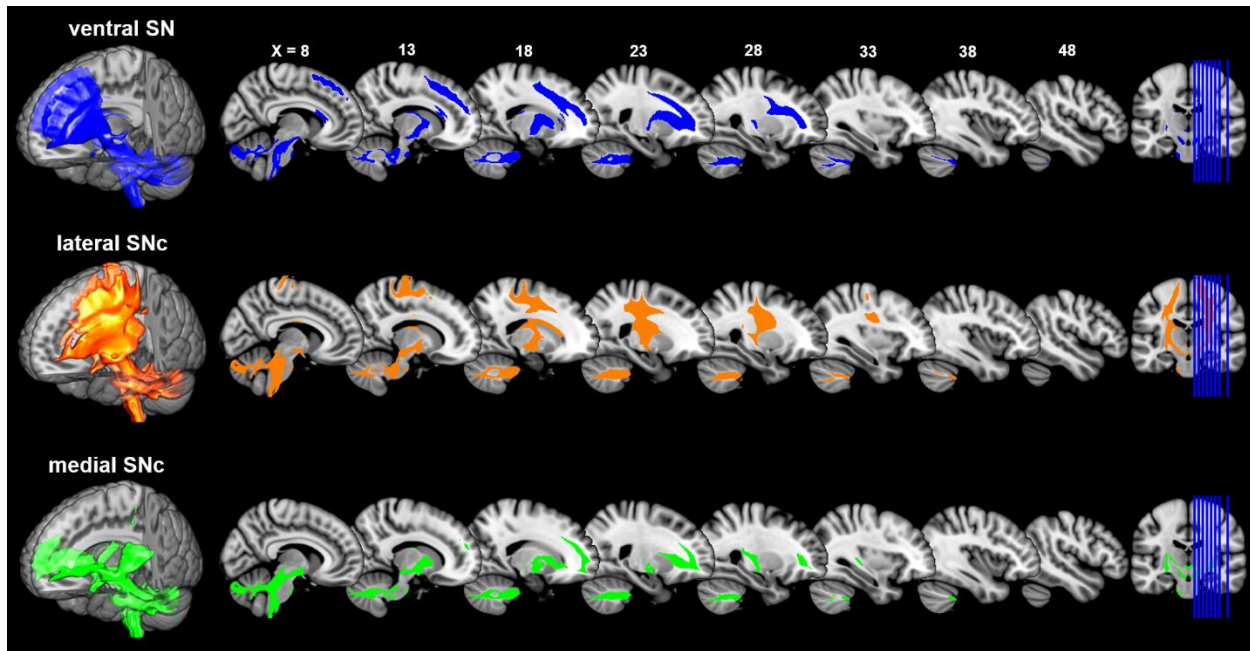 ventral SN
X = 8 13 18 23 28 33 38 48
lateral SNc
medial SNc